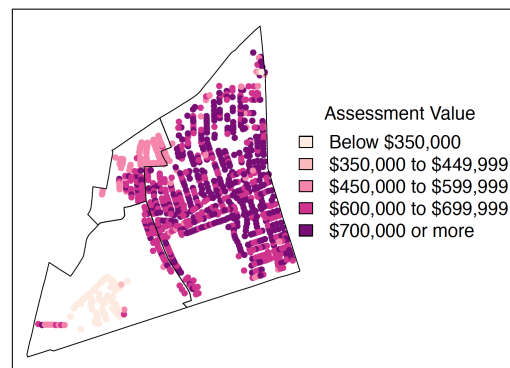 Assessment Value
Below $350,000
$350,000 to $449,999
$450,000 to $599,999
$600,000 to $699,999
$700,000 or more